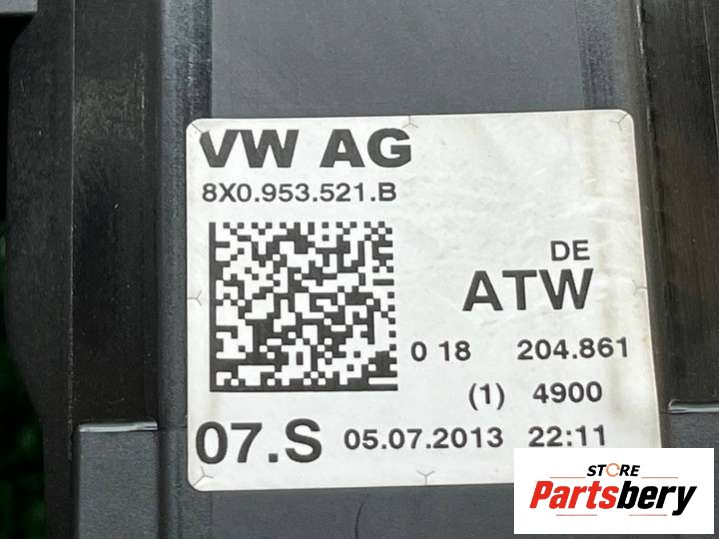 VW AG
8X0.953.521.B
DE
ATW
0 18 204.861
(1) 4900
07.S 05.07.2013 22:11
STORE
Partsbery